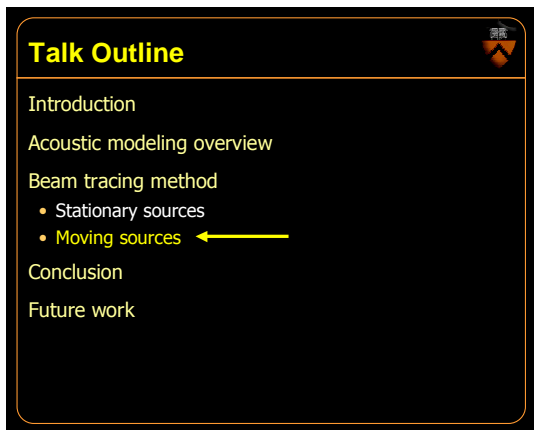 Talk Outline
Introduction
Acoustic modeling overview
Beam tracing method
• Stationary sources
• Moving sources
Conclusion
Future work